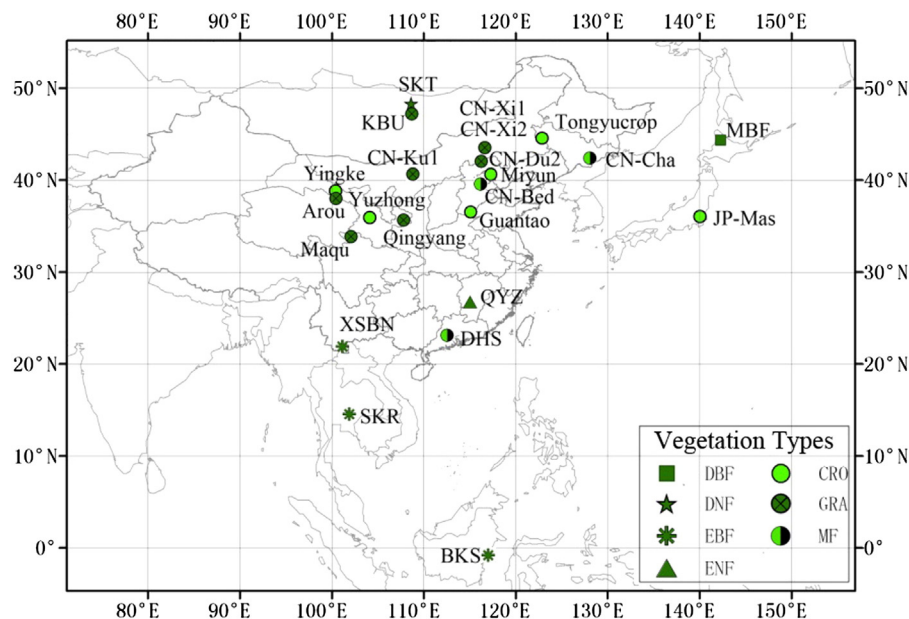 80°E 90°E 100°E 110°E 120°E 130°E 140°E 150°E
50°N 50°N
SKT
KBU
CN-Xi1
CN-Xi2
Tongyucrop
MBF
CN-Ku1
CN-Du2
CN-Cha
40°N 40°N
Yingke
Miyun
Arou
Yuzhong
CN-Bed
Guantao
JP-Mas
Maqu
Qingyang
30°N 30°N
QYZ
XSBN
DHS
20°N 20°N
SKR
10°N 10°N
Vegetation Types
DBF CRO
DNF GRA
EBF MF
ENF
0° 0°
BKS
80°E 90°E 100°E 110°E 120°E 130°E 140°E 150°E